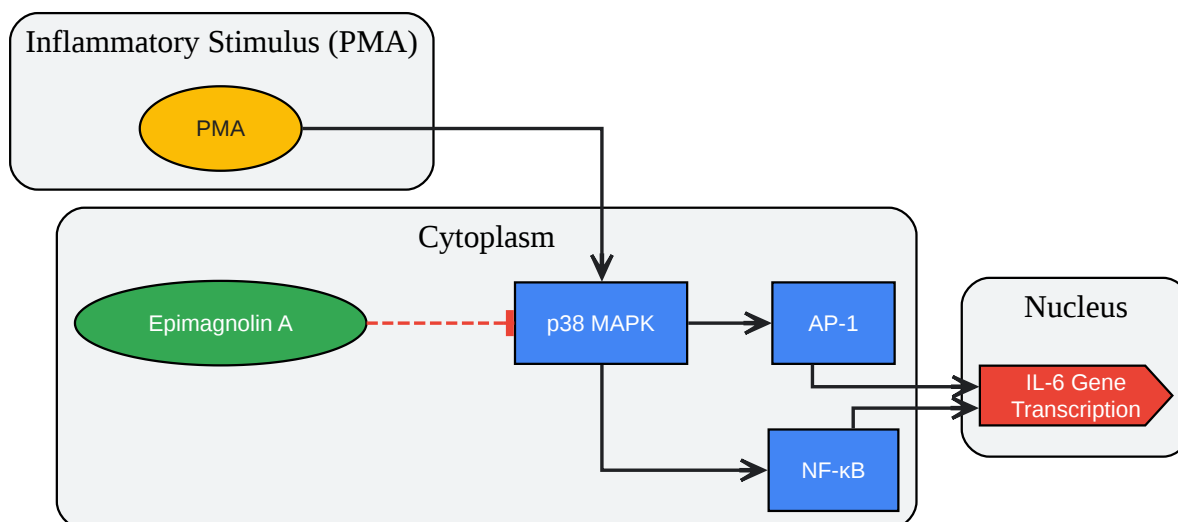 Inflammatory Stimulus (PMA)
PMA
Cytoplasm
Epimagnolin A
p38 MAPK
AP-1
NF-κB
Nucleus
IL-6 Gene
Transcription